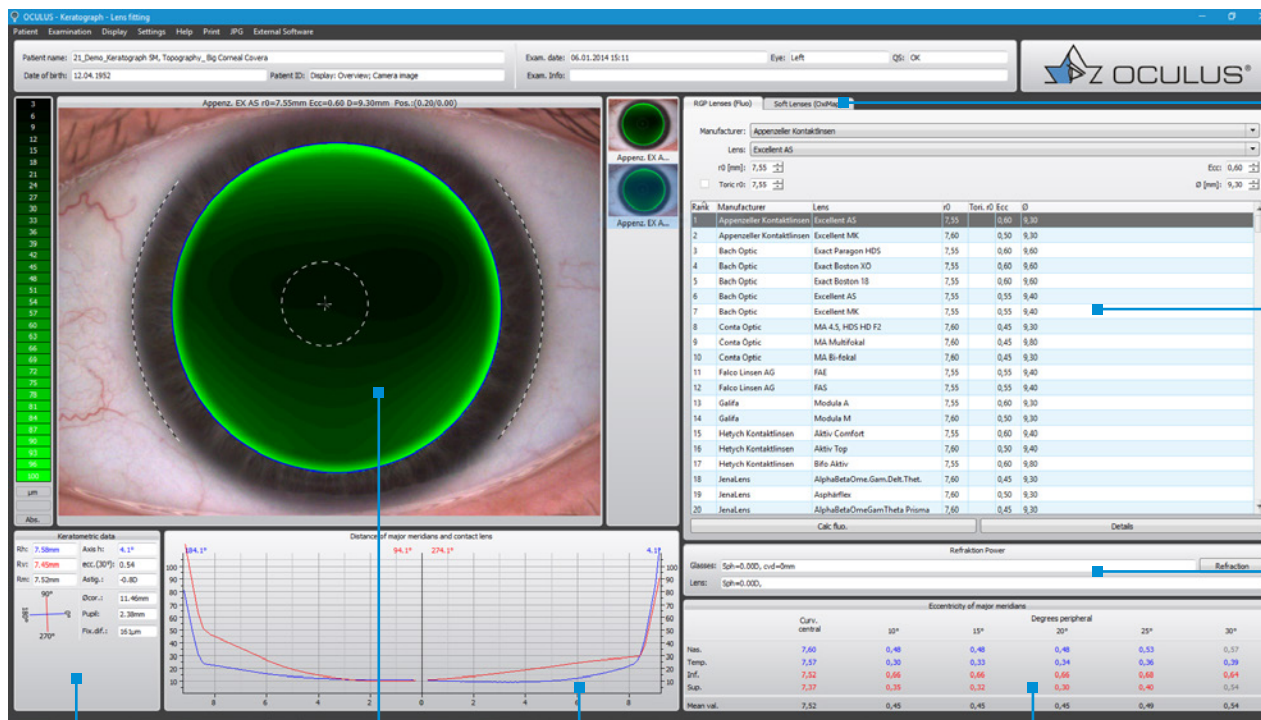 OCULUS - Keratograph - Lens fitting
Patient Examination Display Settings Help Print JPG External Software
Patient name: 21_Demo_Keratograph 5M, Topography_ Big Corneal Covera
Exam. date: 06.01.2014 15:11
Eye: Left
QS: OK
Date of birth: 12.04.1952
Patient ID: Display: Overview; Camera image
Exam. Info:
OCULUS®
Appenz. EX AS r0=7.55mm Ecc=0.60 D=9.30mm Pos.:(0.20/0.00)
3
6
9
12
15
18
21
24
27
30
33
36
39
42
45
48
51
54
57
60
63
66
69
72
75
78
81
84
87
90
93
96
100
µm
Abs.
Appenz. EX A...
Appenz. EX A...
RGP Lenses (Fluo) Soft Lenses (OxiMap
Manufacturer: Appenzeller Kontaktlinsen
Lens: Excellent AS
r0 [mm]: 7,55 Ecc: 0,60
Toric r0: 7,55 Ø [mm]: 9,30
Rank Manufacturer Lens r0 Tori. r0 Ecc Ø
1 Appenzeller Kontaktlinsen Excellent AS 7,55 0,60 9,30
2 Appenzeller Kontaktlinsen Excellent MK 7,60 0,50 9,30
3 Bach Optic Exact Paragon HDS 7,55 0,60 9,60
4 Bach Optic Exact Boston XO 7,55 0,60 9,60
5 Bach Optic Exact Boston 18 7,55 0,60 9,60
6 Bach Optic Excellent AS 7,55 0,55 9,40
7 Bach Optic Excellent MK 7,55 0,55 9,40
8 Conta Optic MA 4.5, HDS HD F2 7,60 0,45 9,30
9 Conta Optic MA Multifokal 7,60 0,45 9,80
10 Conta Optic MA Bi-fokal 7,60 0,45 9,30
11 Falco Linsen AG FAE 7,55 0,55 9,40
12 Falco Linsen AG FAS 7,55 0,55 9,40
13 Galifa Modula A 7,55 0,60 9,30
14 Galifa Modula M 7,60 0,50 9,30
15 Hetych Kontaktlinsen Aktiv Comfort 7,55 0,60 9,40
16 Hetych Kontaktlinsen Aktiv Top 7,60 0,50 9,40
17 Hetych Kontaktlinsen Bifo Aktiv 7,55 0,60 9,80
18 JenaLens AlphaBetaOme.Gam.Delt.Thet. 7,60 0,45 9,30
19 JenaLens Asphärflex 7,60 0,50 9,30
20 JenaLens AlphaBetaOmeGamTheta Prisma 7,60 0,45 9,30
Calc fluo. Details
Keratometric data
Rh: 7.58mm Axis h: 4.1°
Rv: 7.45mm ecc.(30°): 0.54
Rm: 7.52mm Astig.: -0.8D
90°
180°
270°
Øcor.: 11.46mm
Pupil: 2.38mm
Fix.dif.: 161µm
Distance of major meridians and contact lens
184.1° 94.1° 274.1° 4.1°
100 100
90 90
80 80
70 70
60 60
50 50
40 40
30 30
20 20
10 10
8 6 4 2 0 2 4 6 8
Refraktion Power
Glasses: Sph=0.00D, cvd=0mm Refraction
Lens: Sph=0.00D,
Eccentricity of major meridians
Curv. central Degrees peripheral
10° 15° 20° 25° 30°
Nas. 7,60 0,48 0,48 0,48 0,53 0,57
Temp. 7,57 0,30 0,33 0,34 0,36 0,39
Inf. 7,52 0,66 0,66 0,66 0,68 0,64
Sup. 7,37 0,35 0,32 0,30 0,40 0,54
Mean val. 7,52 0,45 0,45 0,45 0,49 0,54